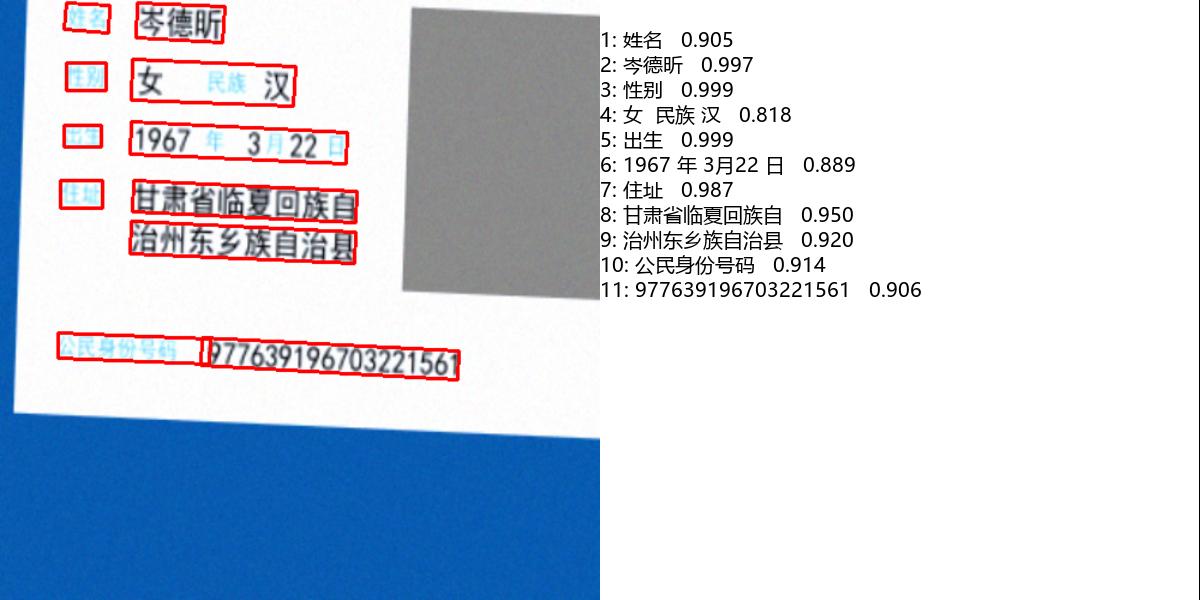 姓名 岑德昕
性别 女 民族 汉
出生 1967 年 3月22 日
住址 甘肃省临夏回族自
治州东乡族自治县
公民身份号码 977639196703221561
1: 姓名 0.905
2: 岑德昕 0.997
3: 性别 0.999
4: 女 民族 汉 0.818
5: 出生 0.999
6: 1967 年 3月22 日 0.889
7: 住址 0.987
8: 甘肃省临夏回族自 0.950
9: 治州东乡族自治县 0.920
10: 公民身份号码 0.914
11: 977639196703221561 0.906